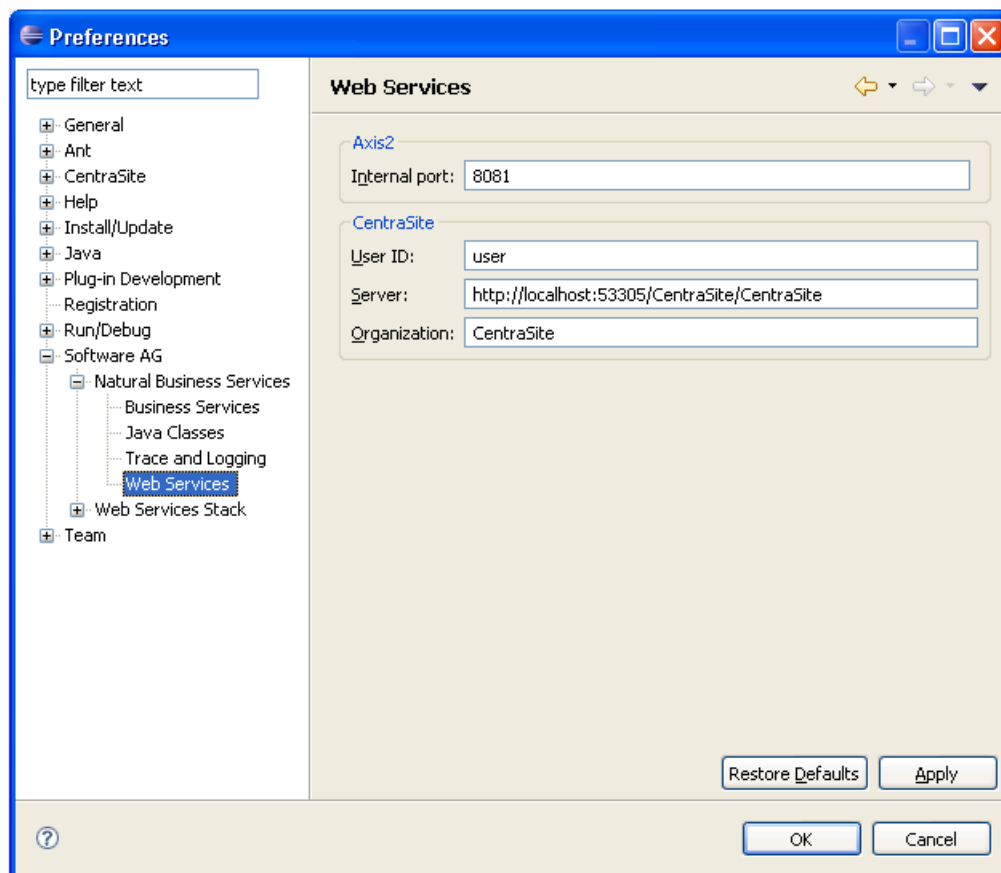 Preferences
type filter text
General
Ant
CentraSite
Help
Install/Update
Java
Plug-in Development
Registration
Run/Debug
Software AG
Natural Business Services
Business Services
Java Classes
Trace and Logging
Web Services
Web Services Stack
Team
Web Services
Axis2
Internal port: 8081
CentraSite
User ID: user
Server: http://localhost:53305/CentraSite/CentraSite
Organization: CentraSite
Restore Defaults Apply
OK Cancel